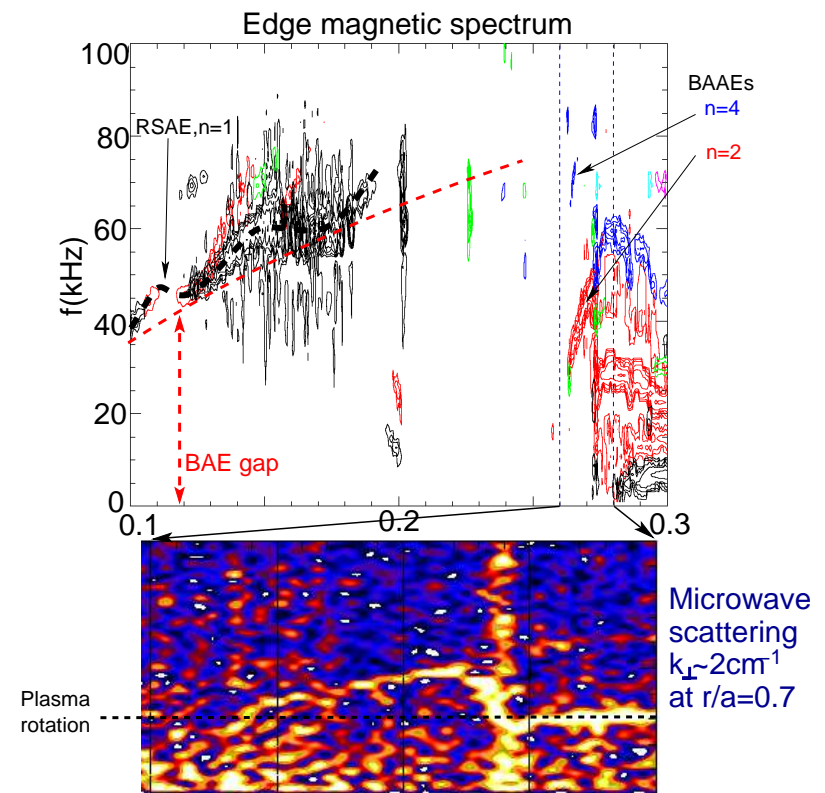 Edge magnetic spectrum
100
80
60
40
20
0
f(kHz)
RSAE,n=1
BAE gap
BAAEs
n=4
n=2
0.1
0.2
0.3
Microwave
scattering
k⊥~2cm⁻¹
at r/a=0.7
Plasma
rotation